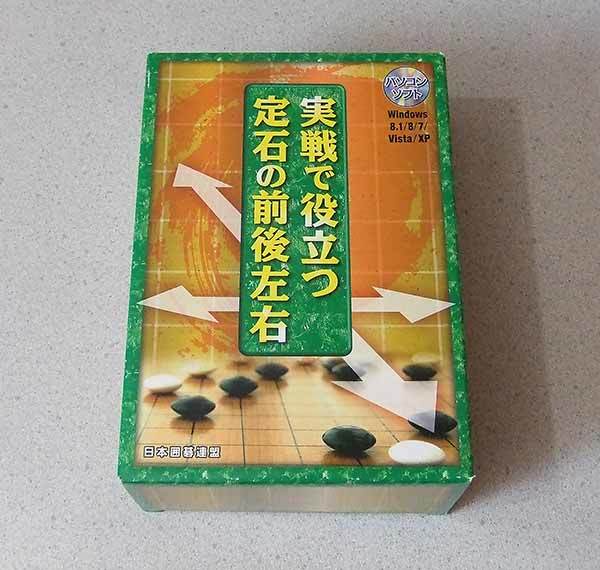 実戦で役立つ
定石の前後左右
パソコン
ソフト
Windows
8.1/8/7/
Vista/XP
日本囲碁連盟